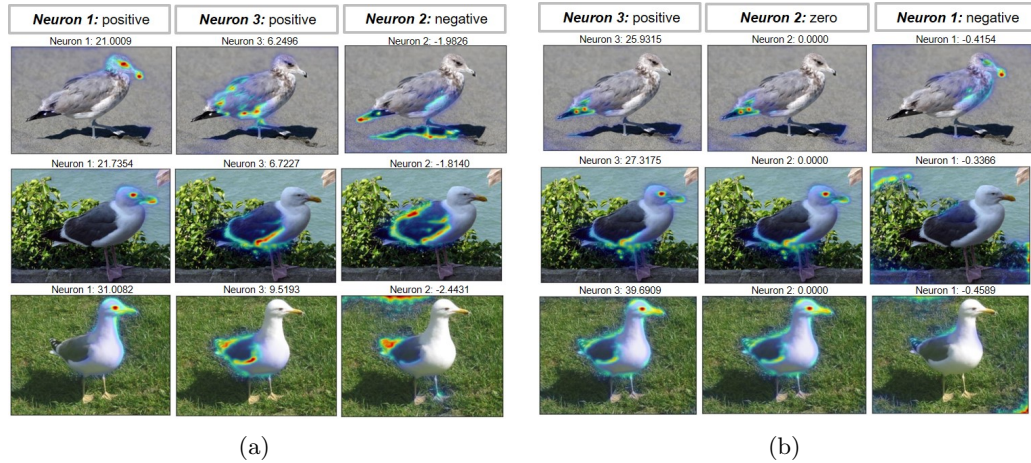 Neuron 1: positive Neuron 3: positive Neuron 2: negative
Neuron 1: 21.0009 Neuron 3: 6.2496 Neuron 2: -1.9826
Neuron 1: 21.7354 Neuron 3: 6.7227 Neuron 2: -1.8140
Neuron 1: 31.0082 Neuron 3: 9.5193 Neuron 2: -2.4431
(a)
Neuron 3: positive Neuron 2: zero Neuron 1: negative
Neuron 3: 25.9315 Neuron 2: 0.0000 Neuron 1: -0.4154
Neuron 3: 27.3175 Neuron 2: 0.0000 Neuron 1: -0.3366
Neuron 3: 39.6909 Neuron 2: 0.0000 Neuron 1: -0.4589
(b)